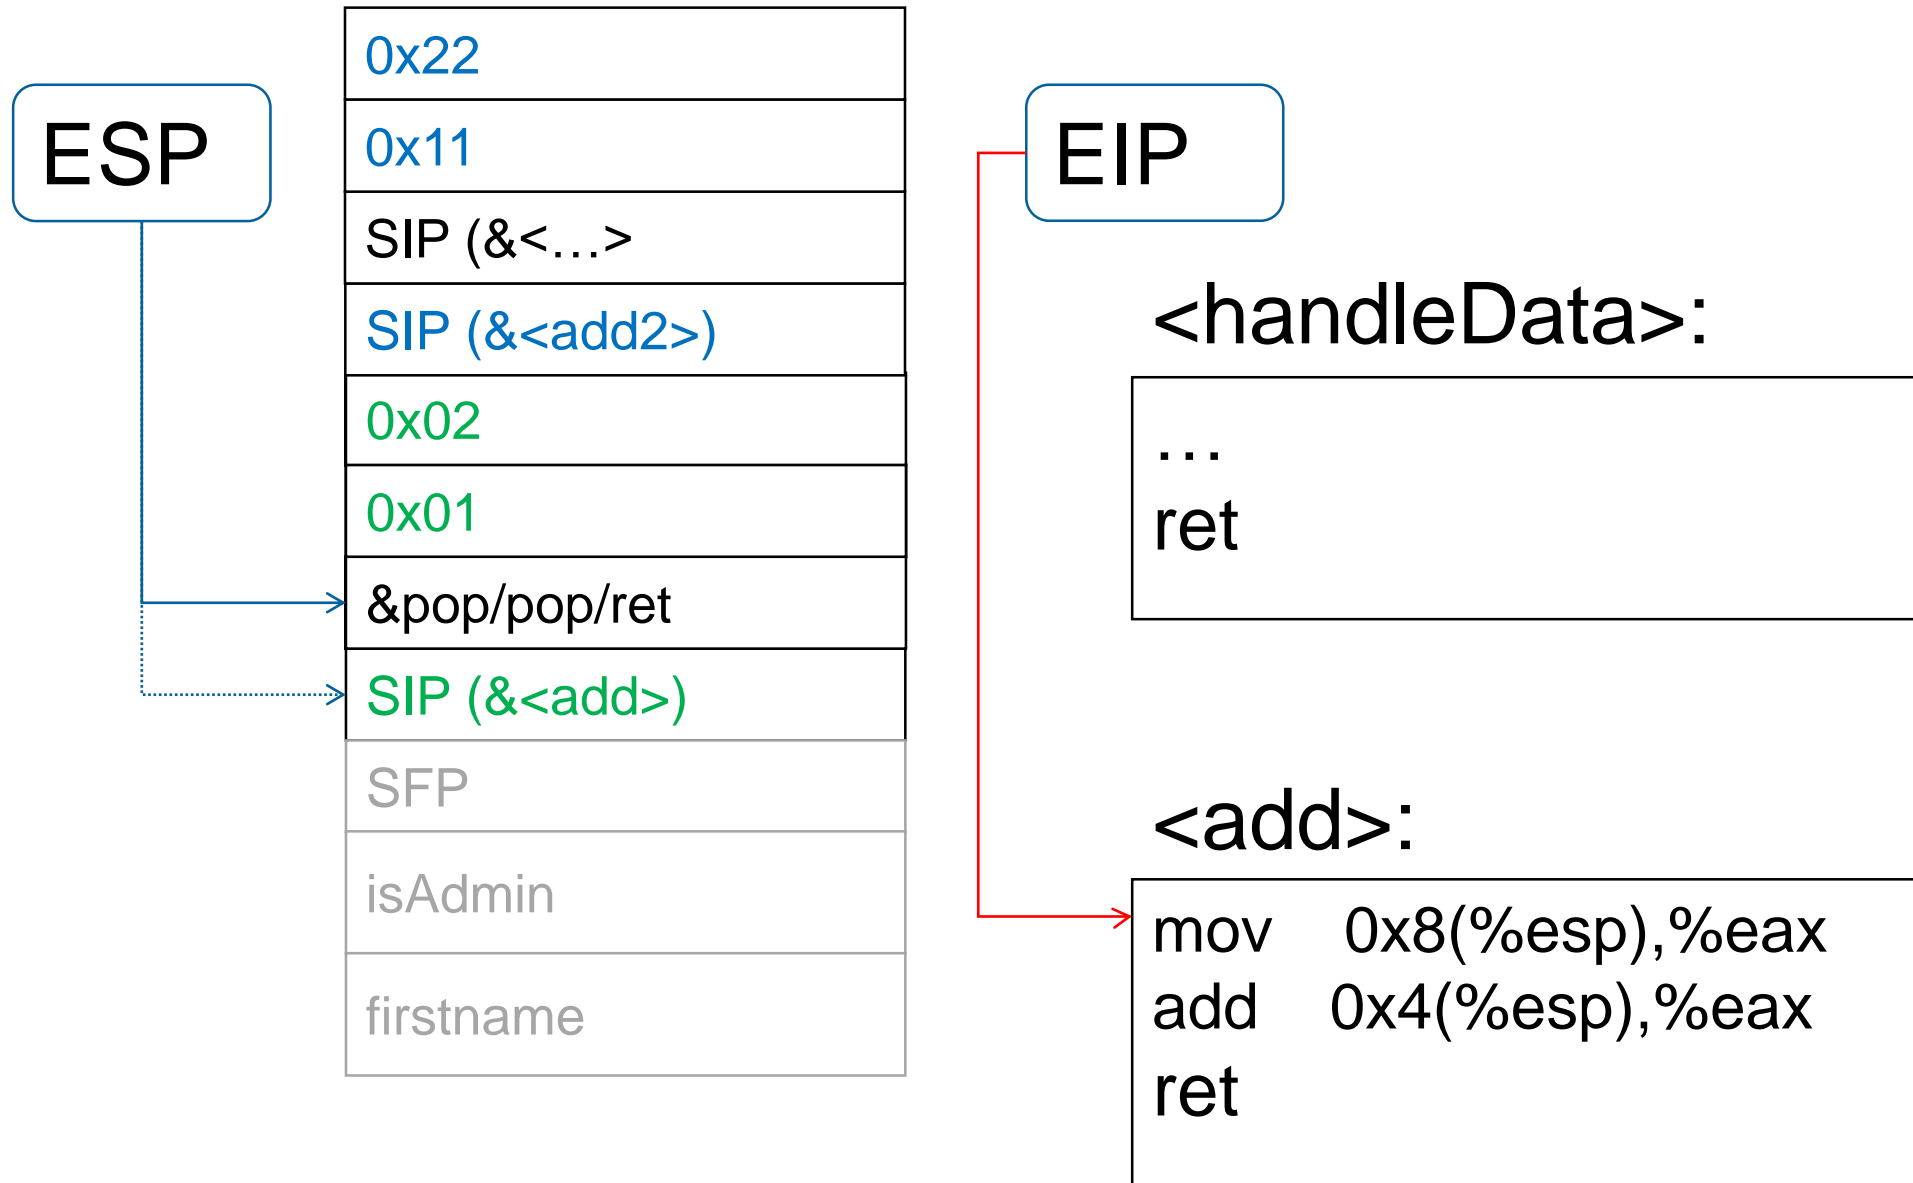 ESP
0x22
0x11
SIP (&<…>
SIP (&<add2>)
0x02
0x01
&pop/pop/ret
SIP (&<add>)
SFP
isAdmin
firstname
EIP
<handleData>:
…
ret
<add>:
mov 0x8(%esp),%eax
add 0x4(%esp),%eax
ret